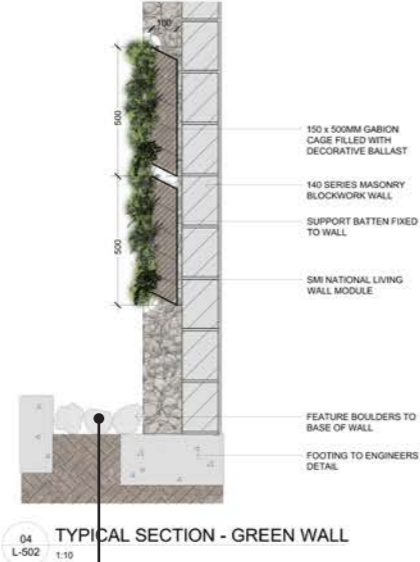 100
500
500
150 x 500MM GABION
CAGE FILLED WITH
DECORATIVE BALLAST
140 SERIES MASONRY
BLOCKWORK WALL
SUPPORT BATTEN FIXED
TO WALL
SMI NATIONAL LIVING
WALL MODULE
FEATURE BOULDERS TO
BASE OF WALL
FOOTING TO ENGINEERS
DETAIL
04
L-502
TYPICAL SECTION - GREEN WALL
1:10